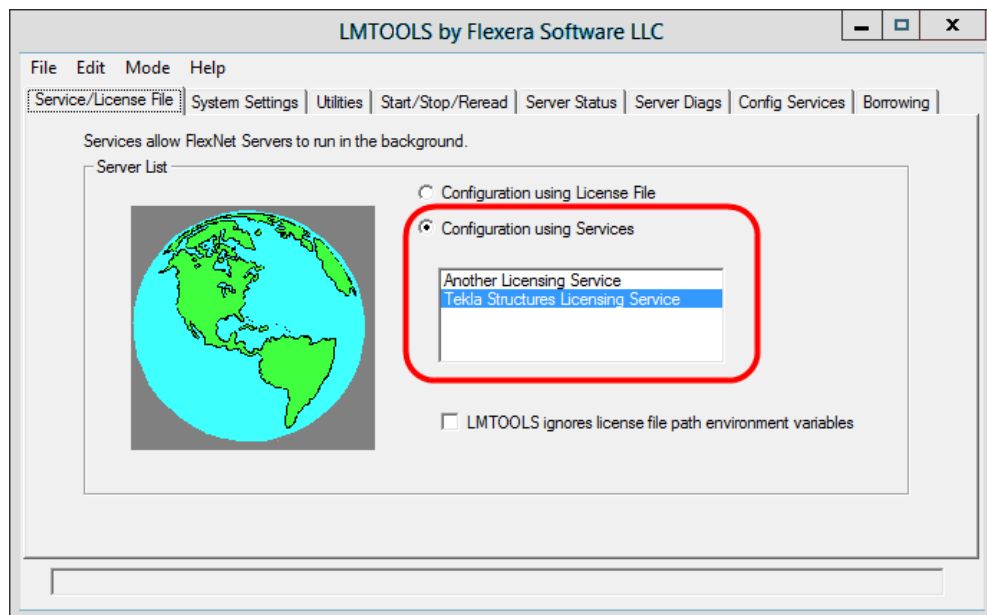 LMTOOLS by Flexera Software LLC
File Edit Mode Help
Service/License File System Settings Utilities Start/Stop/Reread Server Status Server Diags Config Services Borrowing
Services allow FlexNet Servers to run in the background.
Server List
Configuration using License File
Configuration using Services
Another Licensing Service
Tekla Structures Licensing Service
LMTOOLS ignores license file path environment variables